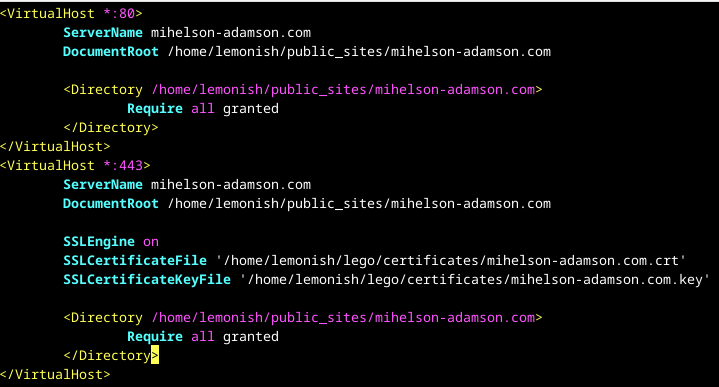 <VirtualHost *:80>
        ServerName mihelson-adamson.com
        DocumentRoot /home/lemonish/public_sites/mihelson-adamson.com

        <Directory /home/lemonish/public_sites/mihelson-adamson.com>
                Require all granted
        </Directory>
</VirtualHost>
<VirtualHost *:443>
        ServerName mihelson-adamson.com
        DocumentRoot /home/lemonish/public_sites/mihelson-adamson.com

        SSLEngine on
        SSLCertificateFile '/home/lemonish/lego/certificates/mihelson-adamson.com.crt'
        SSLCertificateKeyFile '/home/lemonish/lego/certificates/mihelson-adamson.com.key'

        <Directory /home/lemonish/public_sites/mihelson-adamson.com>
                Require all granted
        </Directory>
</VirtualHost>